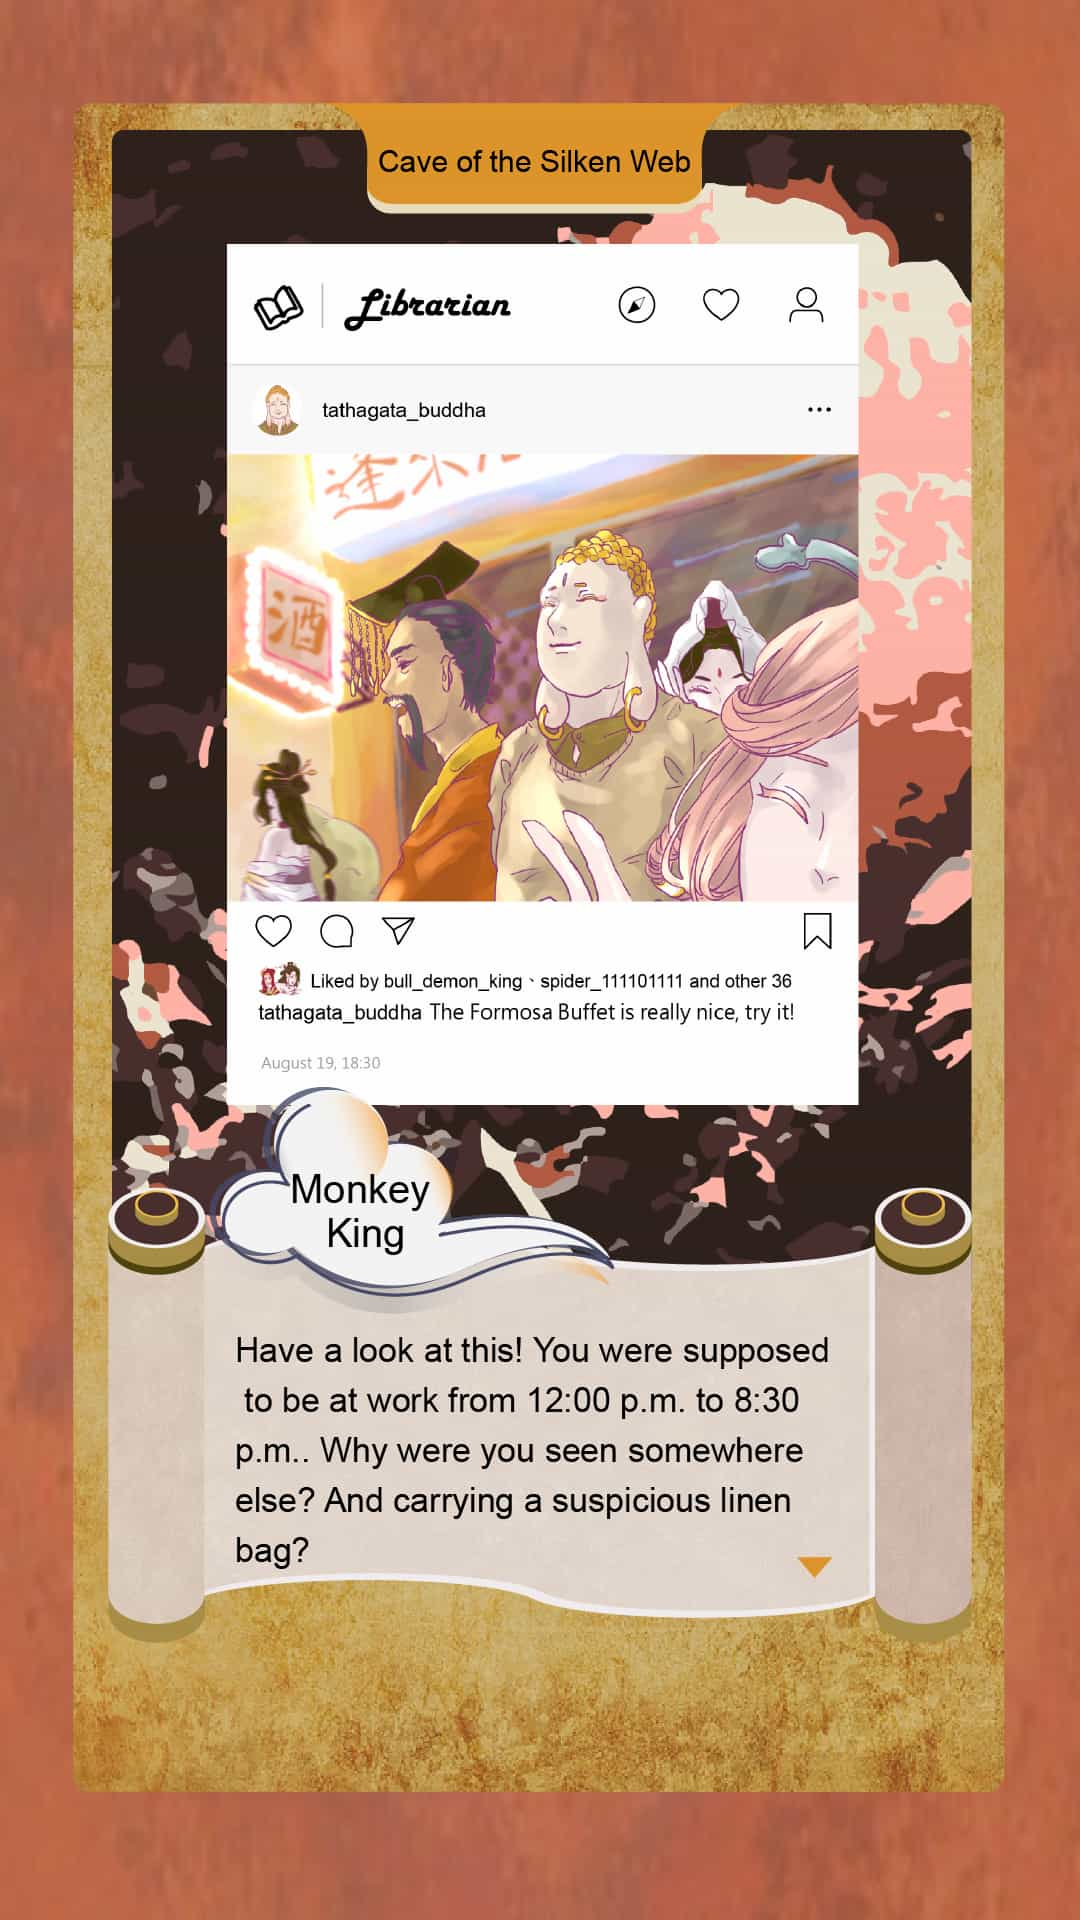 Cave of the Silken Web
Librarian
tathagata_buddha
蓬
酒
Liked by bull_demon_king、spider_111101111 and other 36
tathagata_buddha The Formosa Buffet is really nice, try it!
August 19, 18:30
Monkey
King
Have a look at this! You were supposed
to be at work from 12:00 p.m. to 8:30
p.m.. Why were you seen somewhere
else? And carrying a suspicious linen
bag?